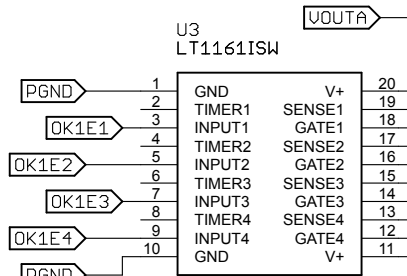 VOUTA
U3
LT1161ISW
PGND 1 GND V+ 20
2 TIMER1 SENSE1 19
OK1E1 3 INPUT1 GATE1 18
4 TIMER2 SENSE2 17
OK1E2 5 INPUT2 GATE2 16
6 TIMER3 SENSE3 15
OK1E3 7 INPUT3 GATE3 14
8 TIMER4 SENSE4 13
OK1E4 9 INPUT4 GATE4 12
10 GND V+ 11
PGND